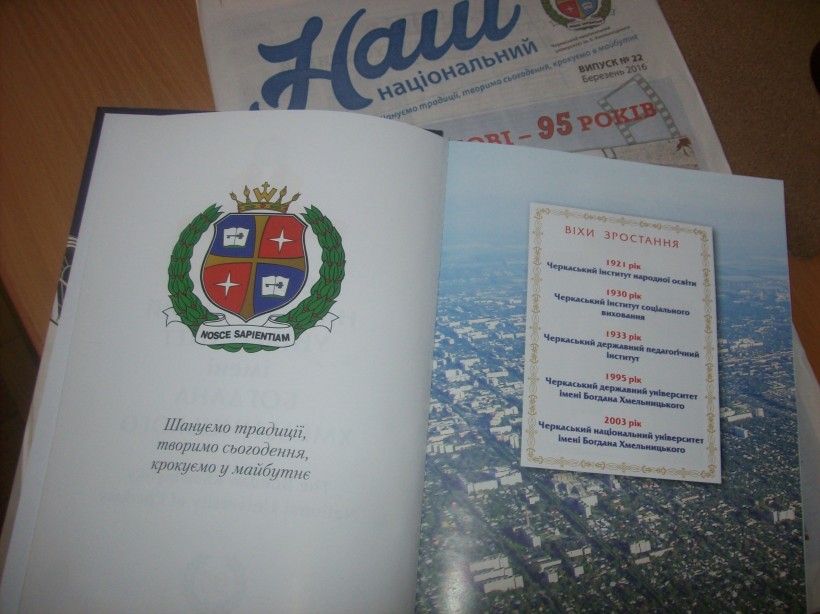 Наш
національний
ВИПУСК № 22
Березень 2016
Шануємо традиції, творимо сьогодення, крокуємо в майбутнє
95 РОКІВ
NOSCE SAPIENTIAM
Шануємо традиції,
творимо сьогодення,
крокуємо у майбутнє
ВІХИ ЗРОСТАННЯ
1921 рік
Черкаський інститут народної освіти
1930 рік
Черкаський інститут соціального
виховання
1933 рік
Черкаський державний педагогічний
інститут
1995 рік
Черкаський державний університет
імені Богдана Хмельницького
2003 рік
Черкаський національний університет
імені Богдана Хмельницького